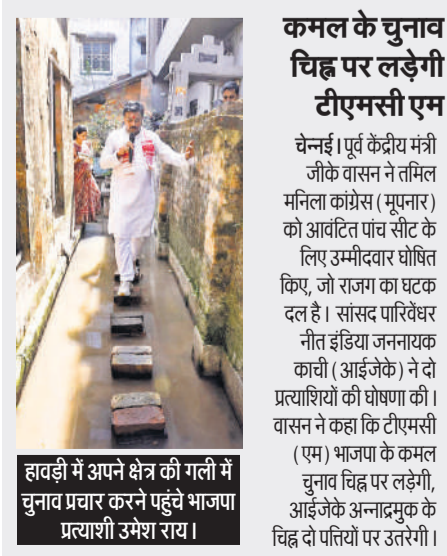 कमल के चुनाव
चिह्न पर लड़ेगी
टीएमसी एम
चेन्नई। पूर्व केंद्रीय मंत्री
जीके वासन ने तमिल
मनिला कांग्रेस (मूपनार)
को आवंटित पांच सीट के
लिए उम्मीदवार घोषित
किए, जो राजग का घटक
दल है। सांसद पारिवेंधर
नीत इंडिया जननायक
काची (आईजेके) ने दो
प्रत्याशियों की घोषणा की।
वासन ने कहा कि टीएमसी
(एम) भाजपा के कमल
चुनाव चिह्न पर लड़ेगी,
आईजेके अन्नाद्रमुक के
चिह्न दो पत्तियों पर उतरेगी।
हावड़ी में अपने क्षेत्र की गली में
चुनाव प्रचार करने पहुंचे भाजपा
प्रत्याशी उमेश राय।